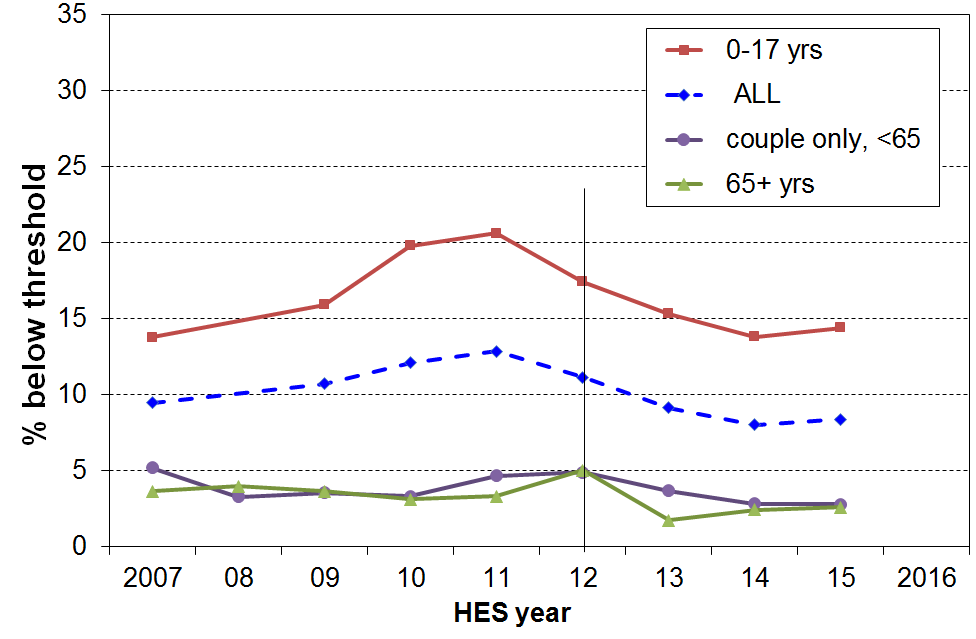 35
30
25
20
15
10
5
0
% below threshold
0-17 yrs
ALL
couple only, <65
65+ yrs
2007 08 09 10 11 12 13 14 15 2016
HES year